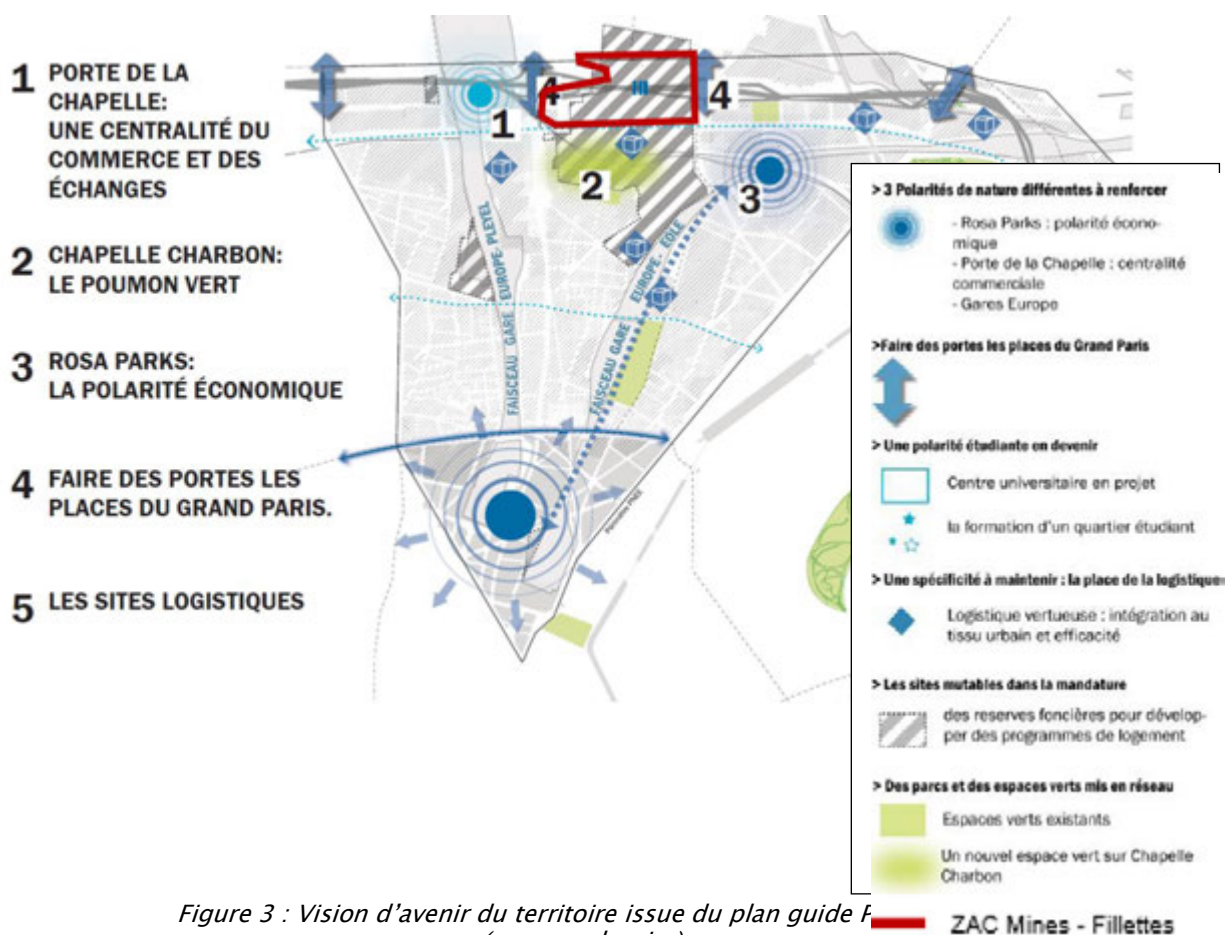 1 PORTE DE LA
CHAPELLE:
UNE CENTRALITÉ DU
COMMERCE ET DES
ÉCHANGES
2 CHAPELLE CHARBON:
LE POUMON VERT
3 ROSA PARKS:
LA POLARITÉ ÉCONOMIQUE
4 FAIRE DES PORTES LES
PLACES DU GRAND PARIS.
5 LES SITES LOGISTIQUES
4
1
4
2
3
FAISCEAU GARE EUROPE-PLEYEL
FAISCEAU GARE EUROPE-EOLE
> 3 Polarités de nature différentes à renforcer
- Rosa Parks : polarité écono-
mique
- Porte de la Chapelle : centralité
commerciale
- Gares Europe
>Faire des portes les places du Grand Paris
> Une polarité étudiante en devenir
Centre universitaire en projet
la formation d'un quartier étudiant
> Une spécificité à maintenir : la place de la logistique
Logistique vertueuse : intégration au
tissu urbain et efficacité
> Les sites mutables dans la mandature
des reserves foncières pour dévelop-
per des programmes de logement
> Des parcs et des espaces verts mis en réseau
Espaces verts existants
Un nouvel espace vert sur Chapelle
Charbon
ZAC Mines - Fillettes
Figure 3 : Vision d'avenir du territoire issue du plan guide